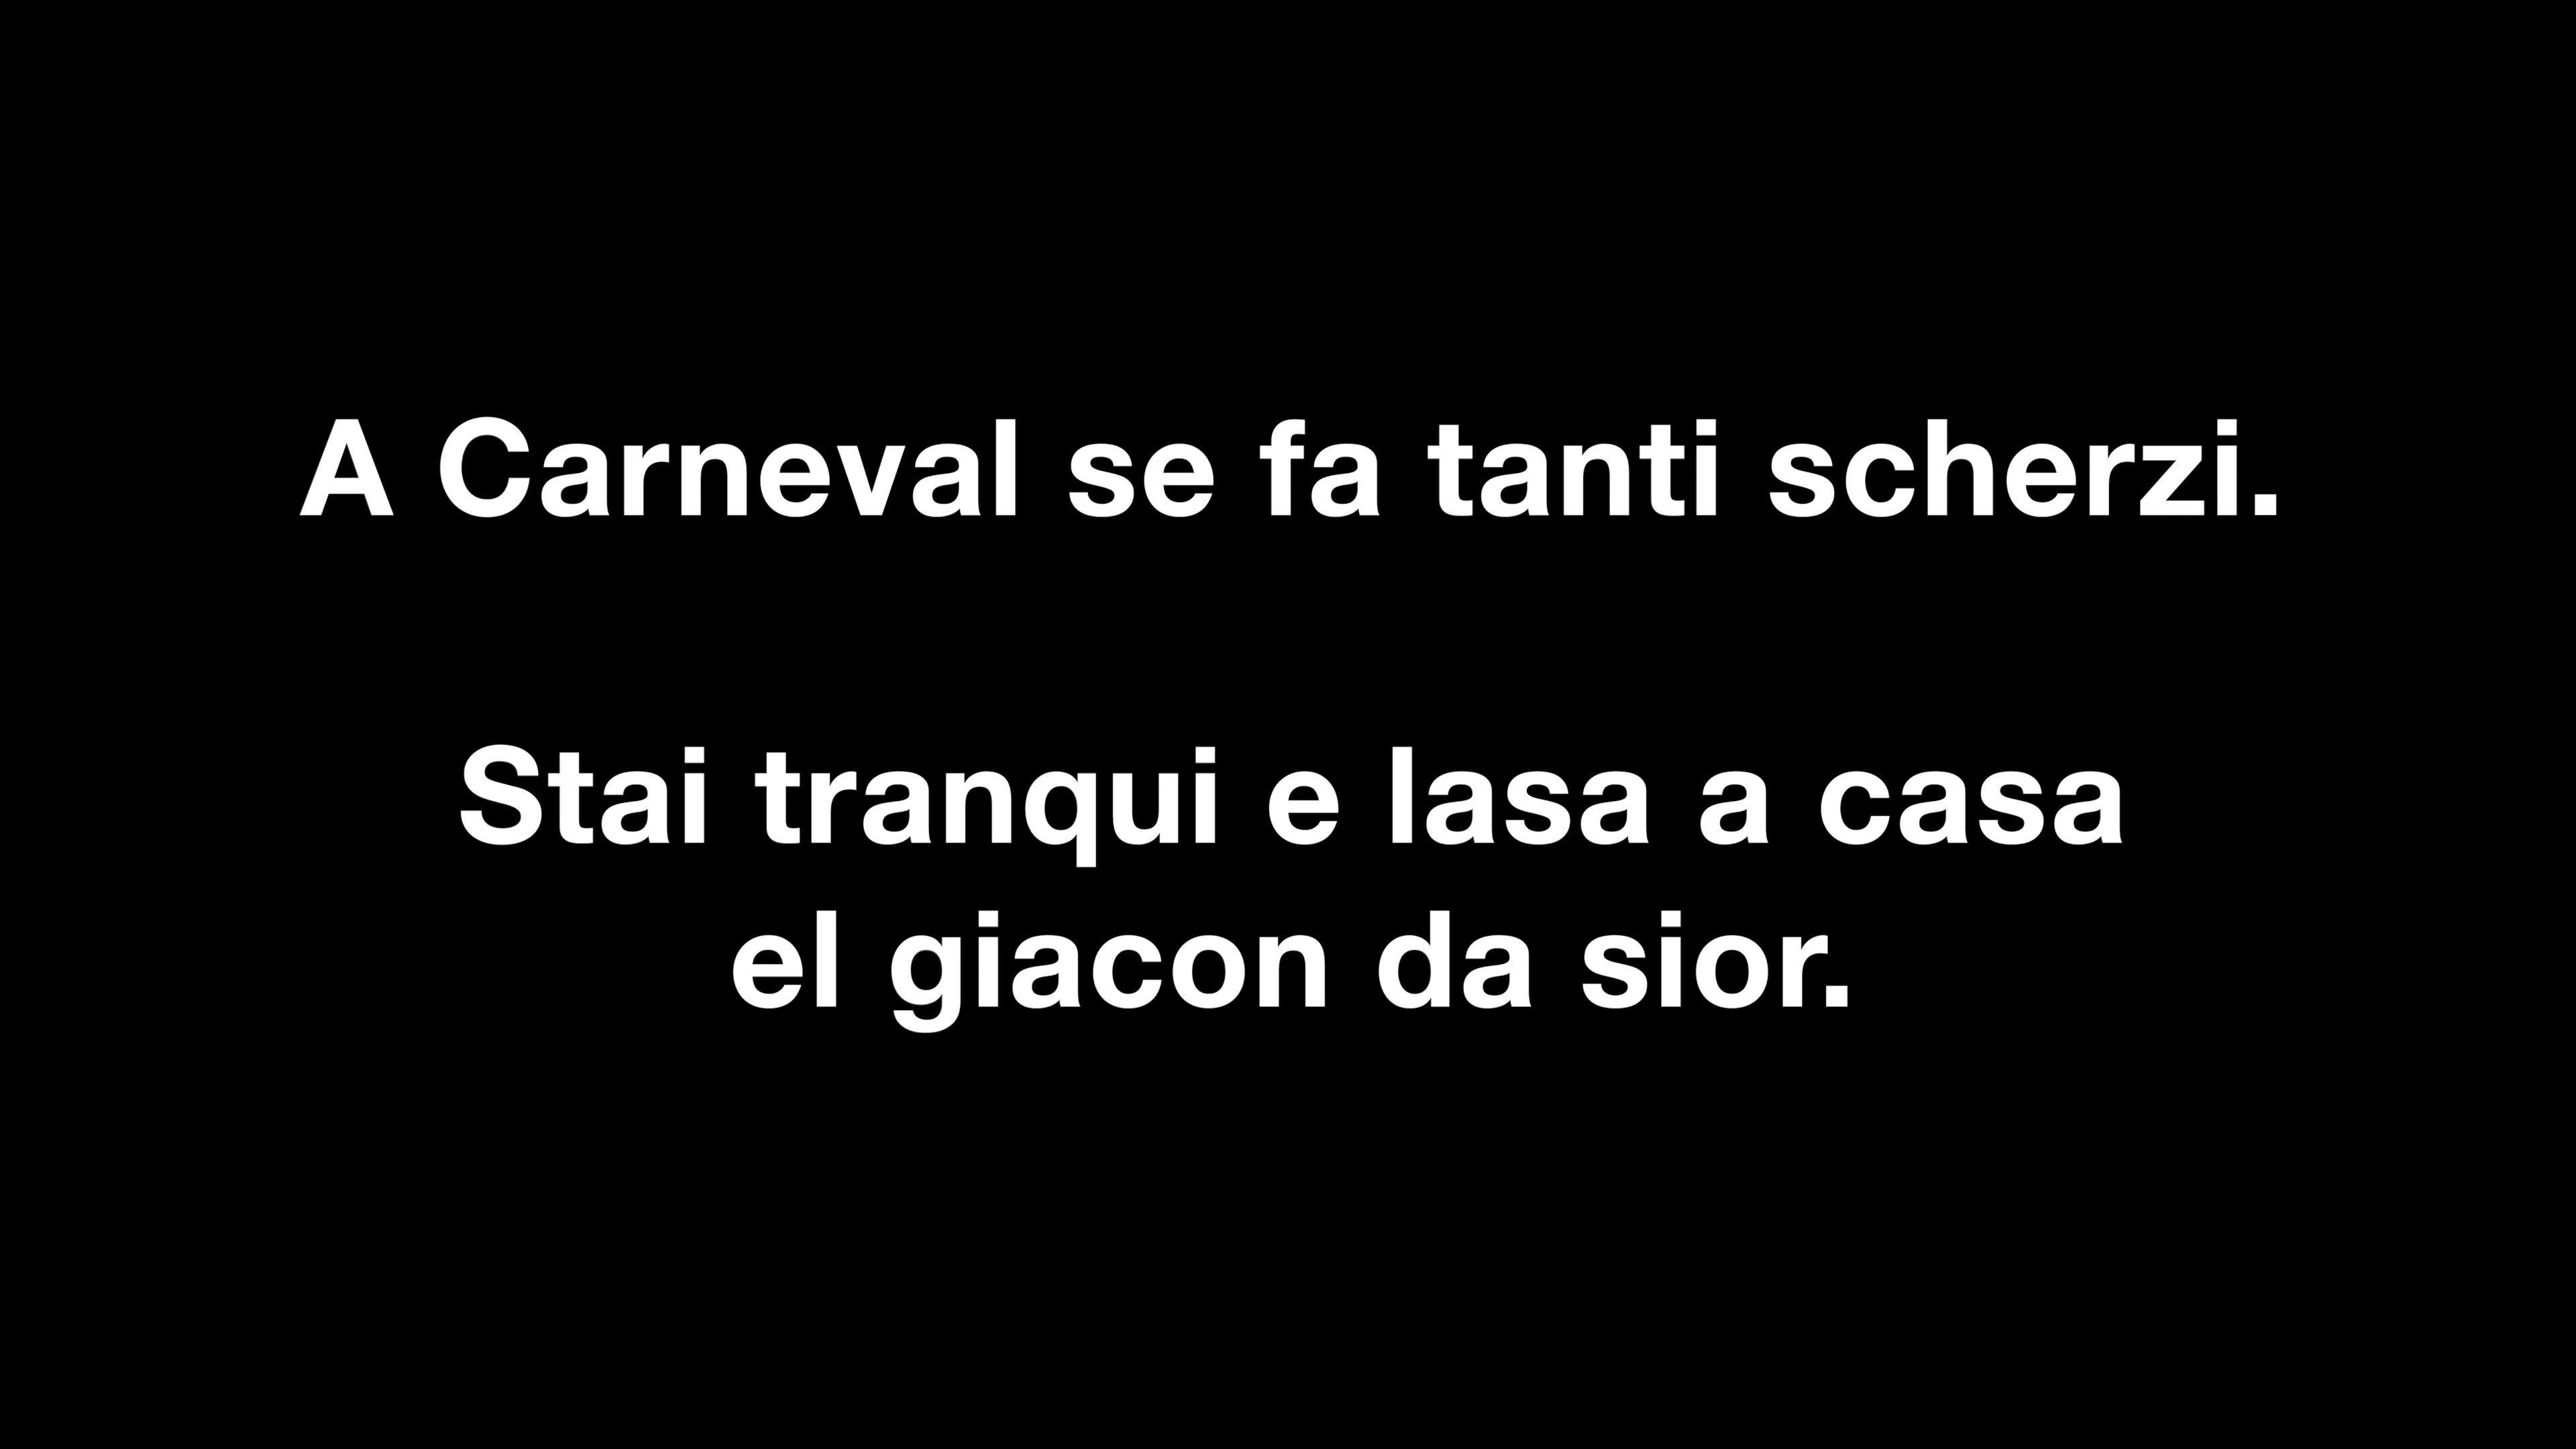 A Carneval se fa tanti scherzi.
Stai tranqui e lasa a casa
el giacon da sior.